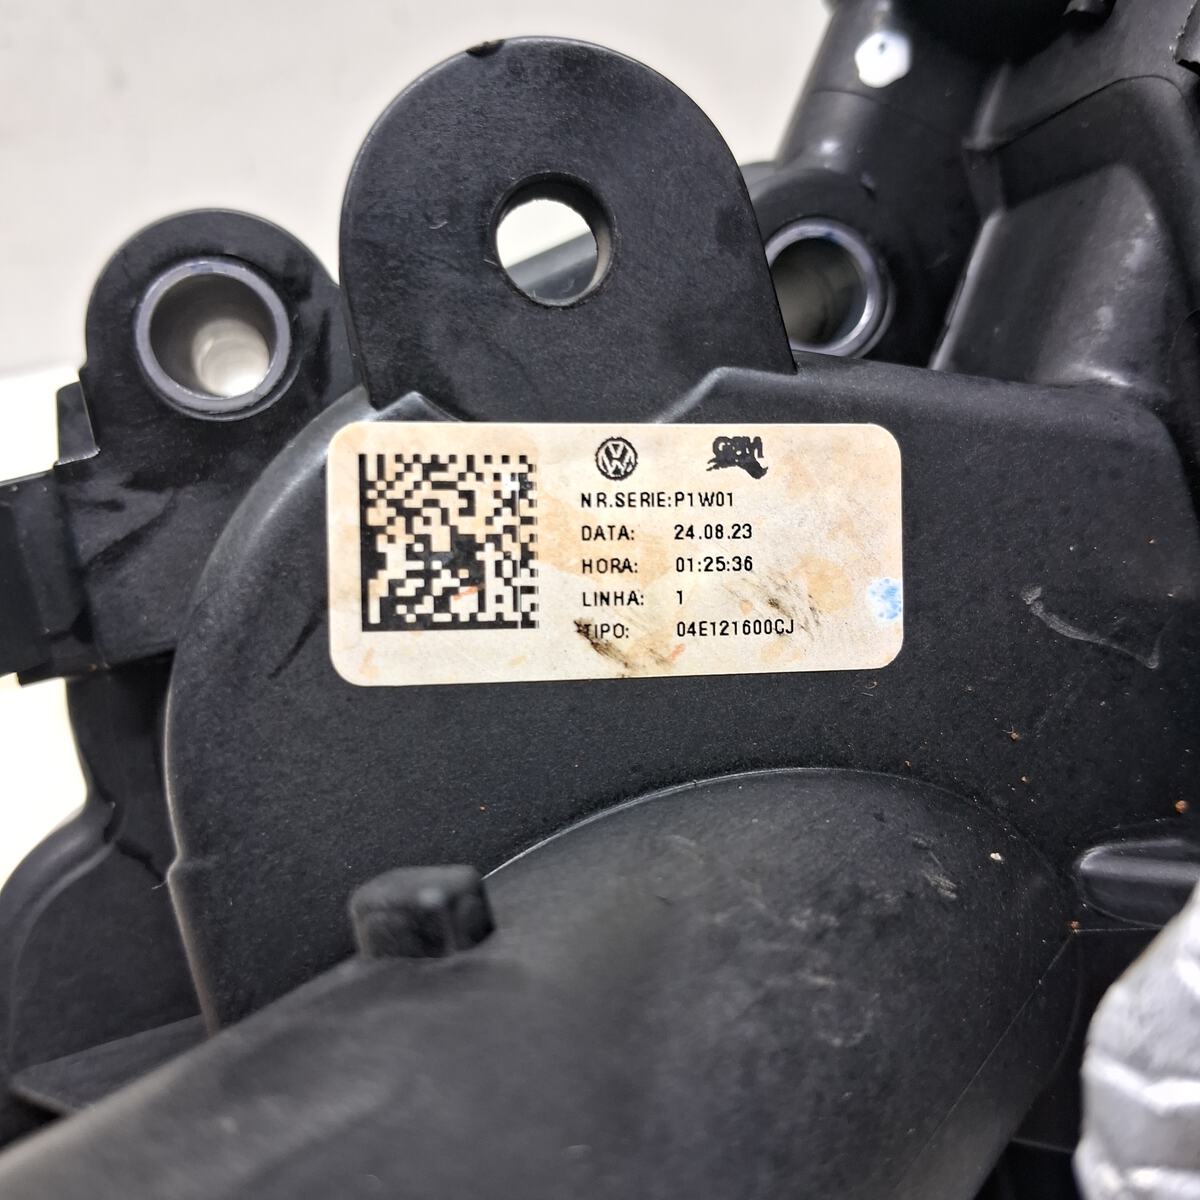 NR.SERIE:P1W01
DATA: 24.08.23
HORA: 01:25:36
LINHA: 1
TIPO: 04E121600CJ